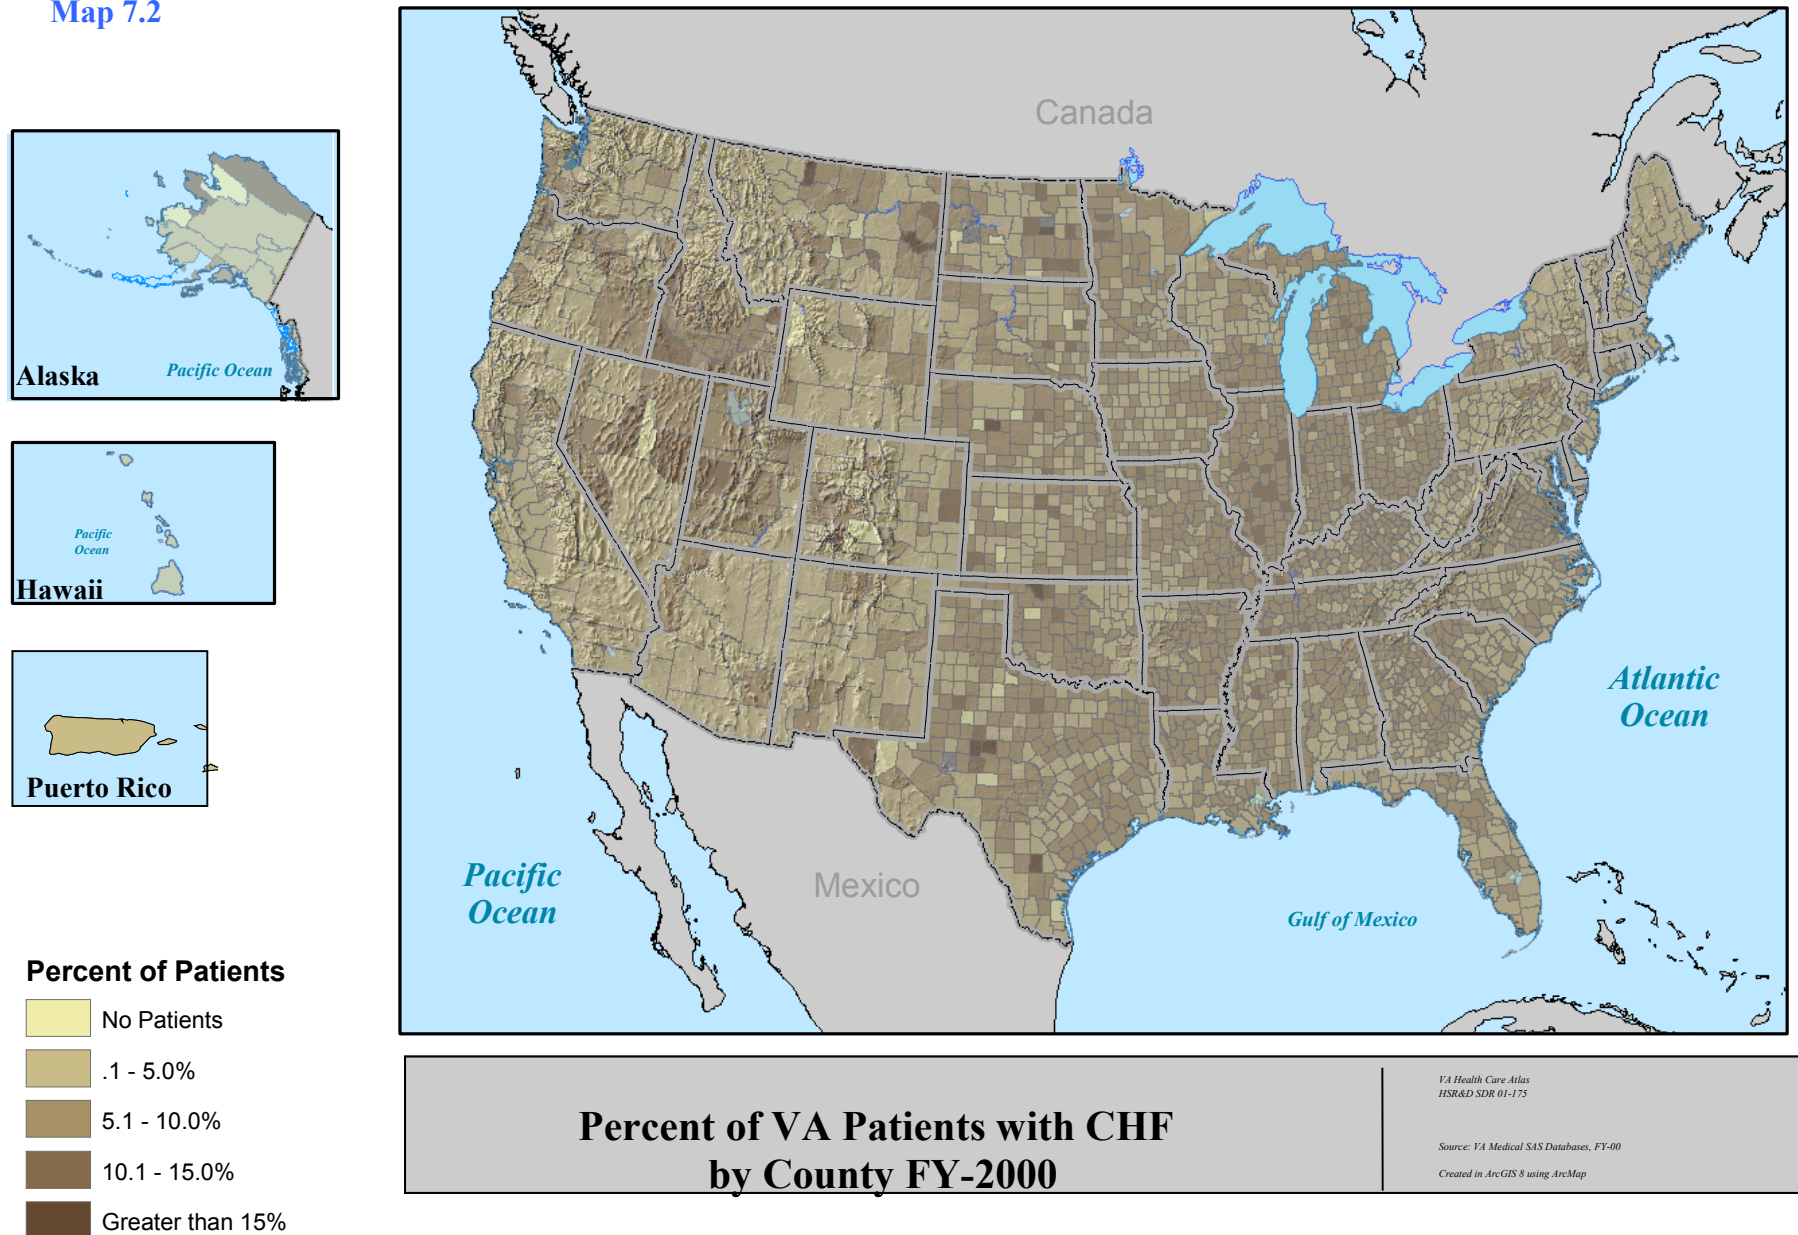 Map 7.2
Canada
Alaska
Pacific Ocean
Pacific
Ocean
Hawaii
Puerto Rico
Atlantic
Ocean
Pacific
Ocean
Mexico
Gulf of Mexico
Percent of Patients
No Patients
.1 - 5.0%
5.1 - 10.0%
10.1 - 15.0%
Greater than 15%
Percent of VA Patients with CHF
by County FY-2000
VA Health Care Atlas
HSR&D SDR 01-175
Source: VA Medical SAS Databases, FY-00
Created in ArcGIS 8 using ArcMap